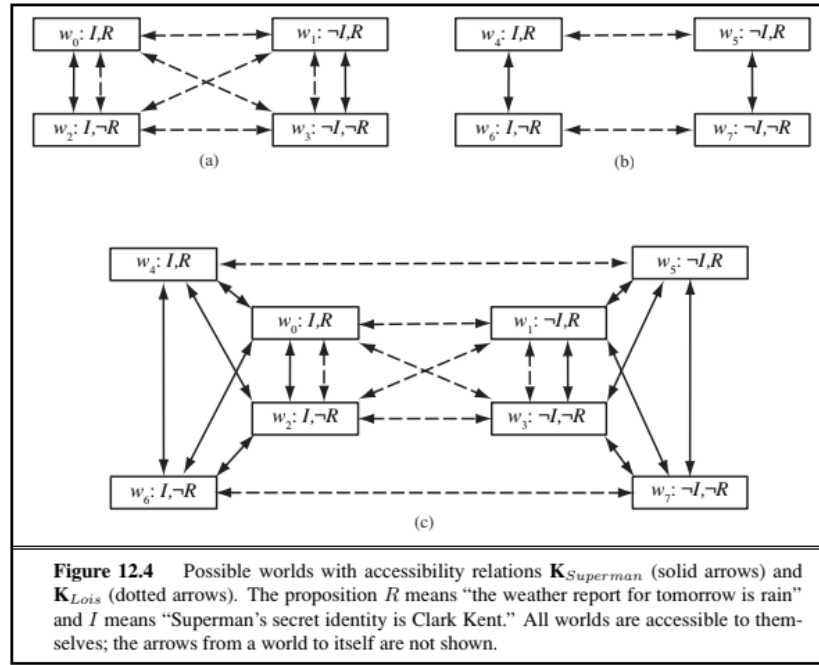 w0: I,R w1: ¬I,R w4: I,R w5: ¬I,R
w2: I,¬R w3: ¬I,¬R w6: I,¬R w7: ¬I,¬R
(a) (b)
w4: I,R w5: ¬I,R
w0: I,R w1: ¬I,R
w2: I,¬R w3: ¬I,¬R
w6: I,¬R w7: ¬I,¬R
(c)
Figure 12.4 Possible worlds with accessibility relations KSuperman (solid arrows) and
KLois (dotted arrows). The proposition R means “the weather report for tomorrow is rain”
and I means “Superman’s secret identity is Clark Kent.” All worlds are accessible to them-
selves; the arrows from a world to itself are not shown.